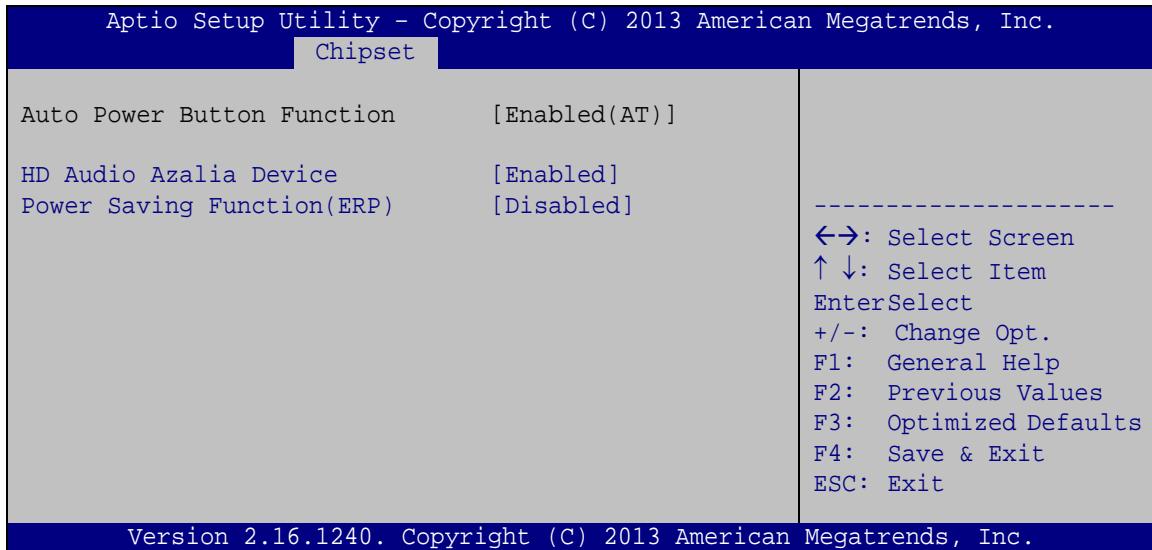 Aptio Setup Utility – Copyright (C) 2013 American Megatrends, Inc.
Chipset
Auto Power Button Function [Enabled(AT)]
HD Audio Azalia Device [Enabled]
Power Saving Function(ERP) [Disabled]
---------------------
←→: Select Screen
↑ ↓: Select Item
EnterSelect
+/-: Change Opt.
F1: General Help
F2: Previous Values
F3: Optimized Defaults
F4: Save & Exit
ESC: Exit
Version 2.16.1240. Copyright (C) 2013 American Megatrends, Inc.